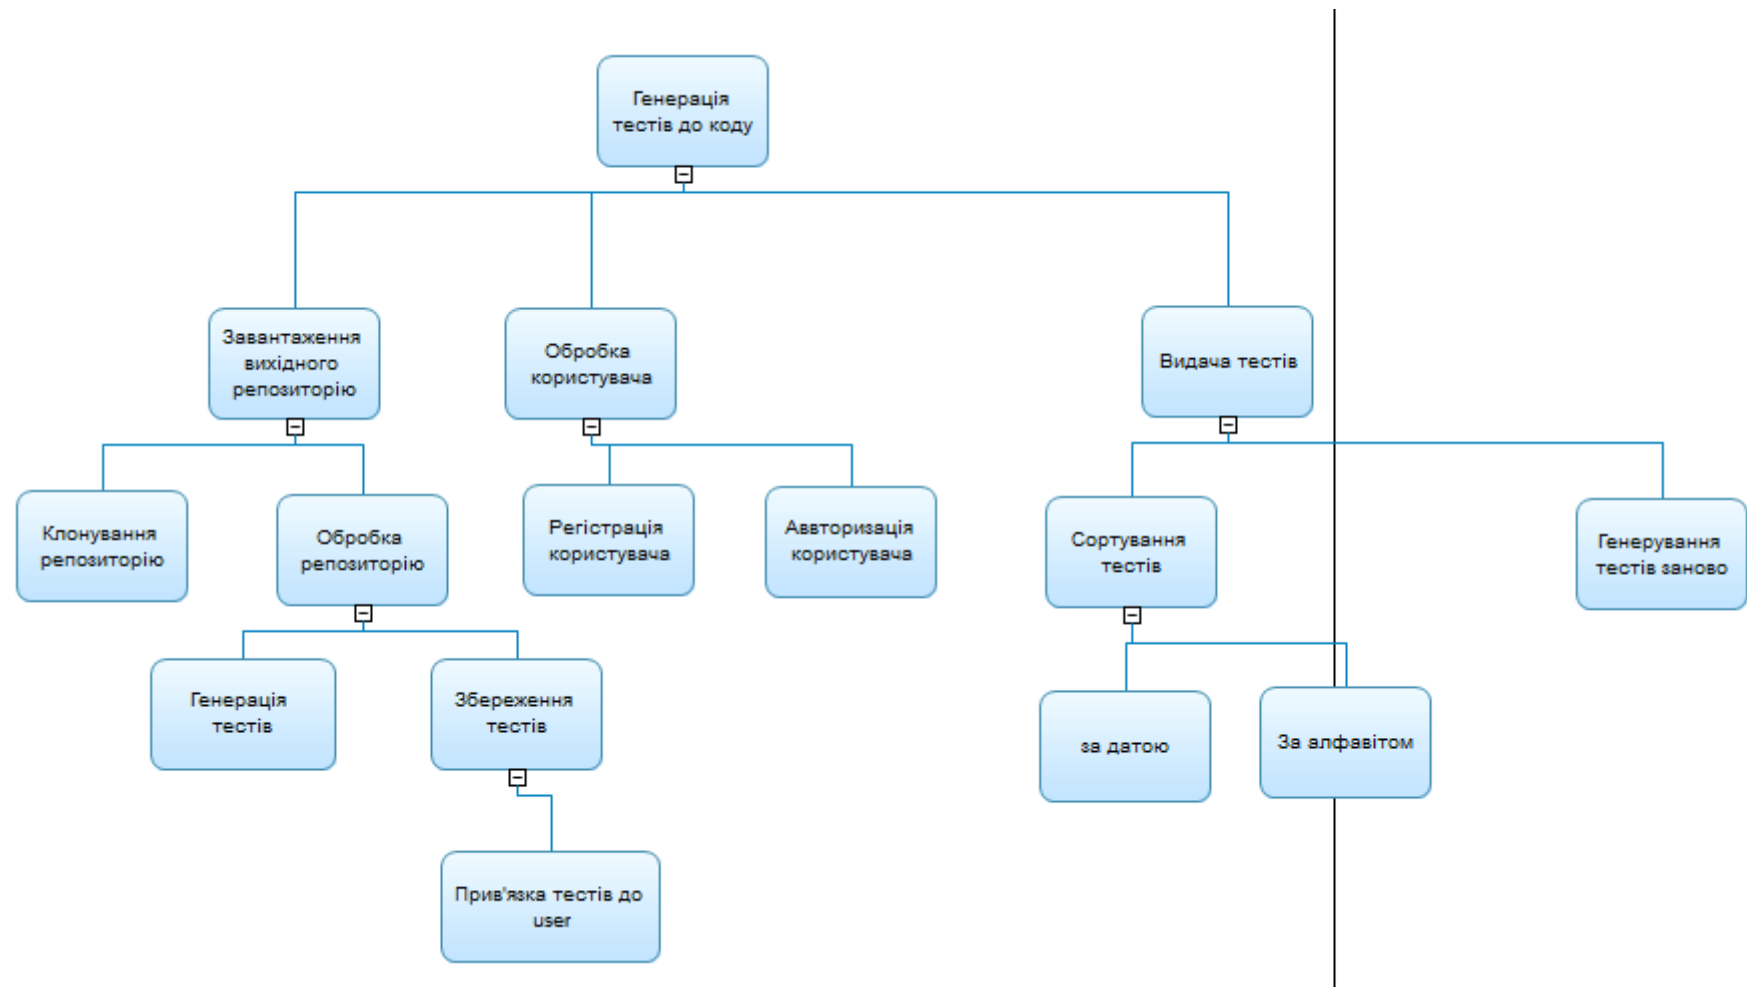 Генерація
тестів до коду
Завантаження
вихідного
репозиторію
Обробка
користувача
Видача тестів
Клонування
репозиторію
Обробка
репозиторію
Регістрація
користувача
Аввторизація
користувача
Сортування
тестів
Генерування
тестів заново
Генерація
тестів
Збереження
тестів
за датою
За алфавітом
Прив'язка тестів до
user